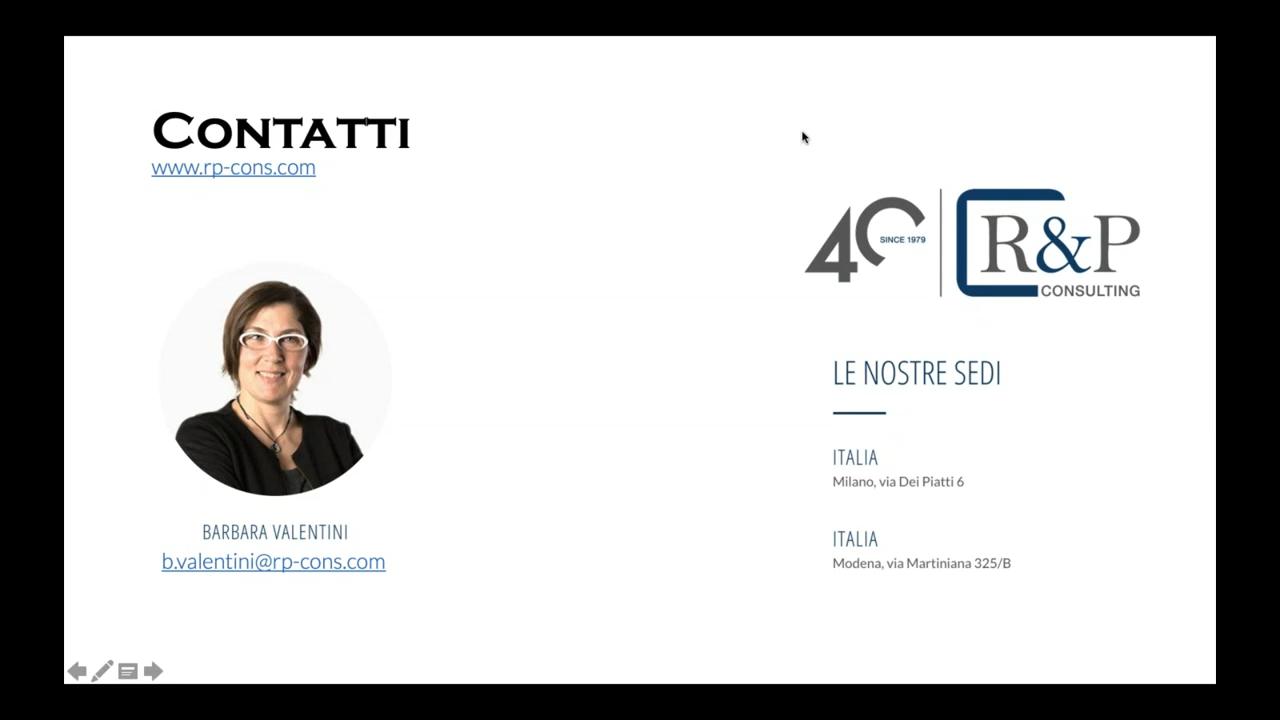 CONTATTI
www.rp-cons.com
40 SINCE 1979
R&P
CONSULTING
BARBARA VALENTINI
b.valentini@rp-cons.com
LE NOSTRE SEDI
ITALIA
Milano, via Dei Piatti 6
ITALIA
Modena, via Martiniana 325/B